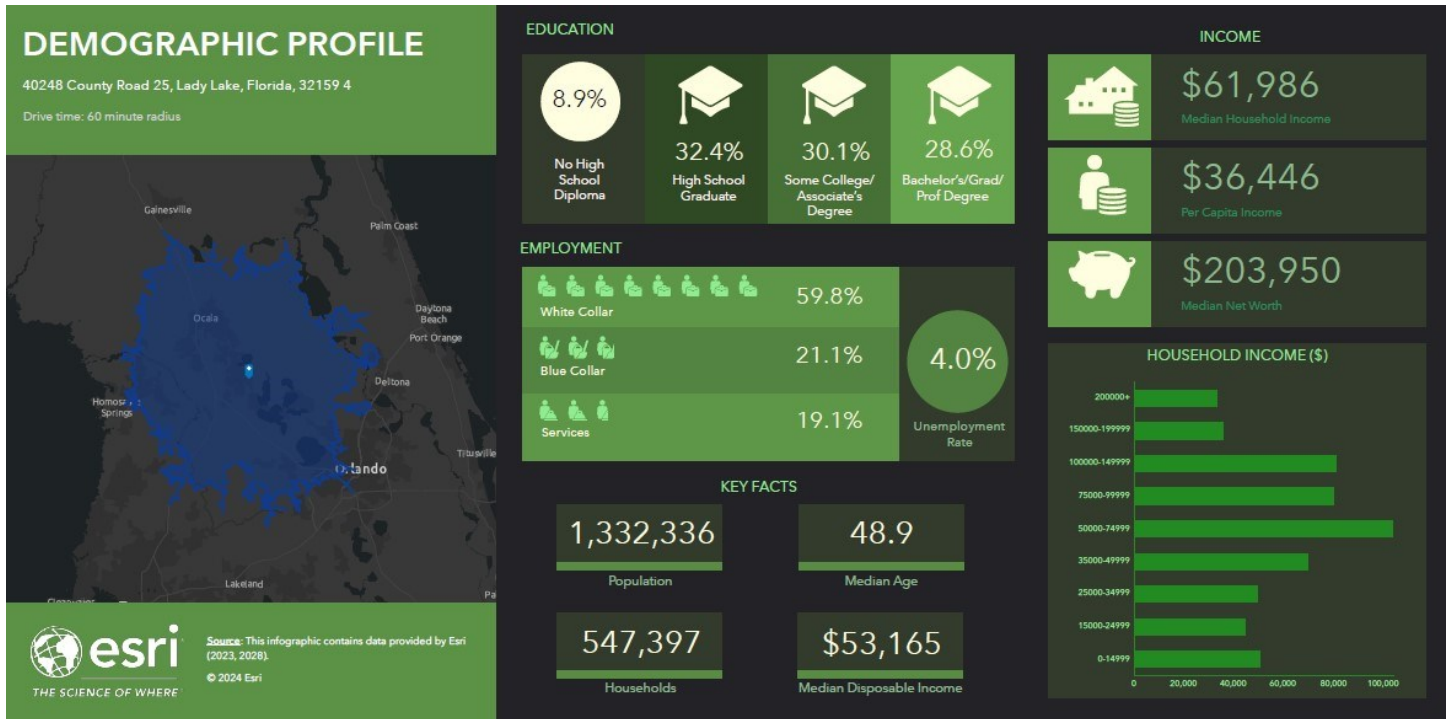 DEMOGRAPHIC PROFILE
40248 County Road 25, Lady Lake, Florida, 32159 4
Drive time: 60 minute radius
Gainesville
Palm Coast
Ocala
Daytona
Beach
Port Orange
Deltona
Springs
Titusville
Orlando
Lakeland
esri
THE SCIENCE OF WHERE
Source: This infographic contains data provided by Esri
(2023, 2028).
© 2024 Esri
EDUCATION
8.9%
No High
School
Diploma
32.4%
High School
Graduate
30.1%
Some College/
Associate's
Degree
28.6%
Bachelor's/Grad/
Prof Degree
EMPLOYMENT
White Collar
59.8%
Blue Collar
21.1%
Services
19.1%
4.0%
Unemployment
Rate
KEY FACTS
1,332,336
Population
48.9
Median Age
547,397
Households
$53,165
Median Disposable Income
INCOME
$61,986
Median Household Income
$36,446
Per Capita Income
$203,950
Median Net Worth
HOUSEHOLD INCOME ($)
200000+
150000-199999
100000-149999
75000-99999
50000-74999
35000-49999
25000-34999
15000-24999
0-14999
0 20,000 40,000 60,000 80,000 100,000